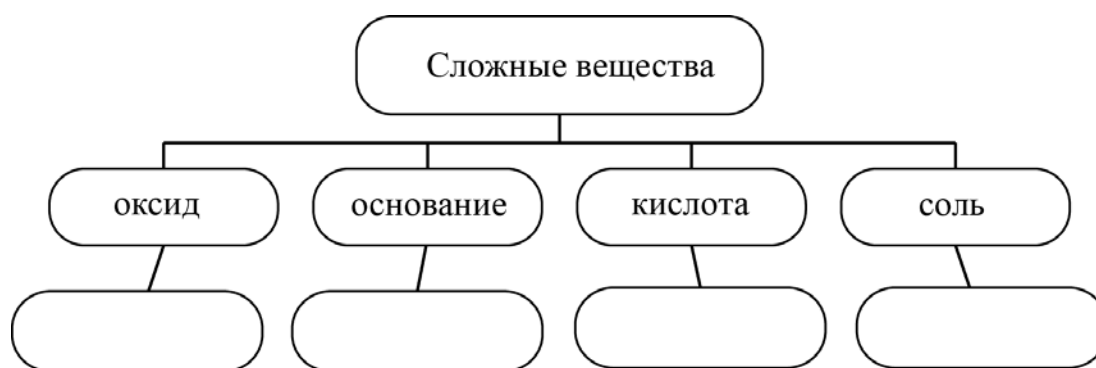 Сложные вещества
оксид
основание
кислота
соль